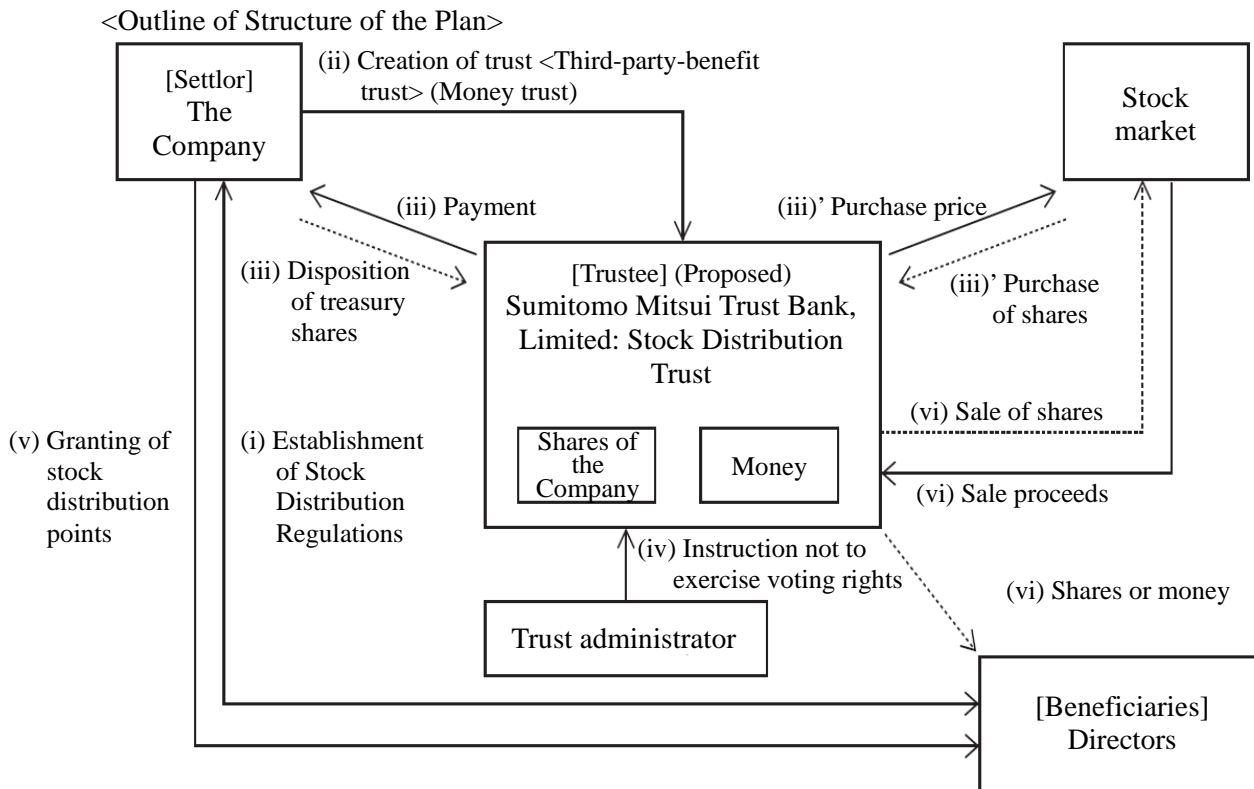 <Outline of Structure of the Plan>
[Settlor]
The
Company
(ii) Creation of trust <Third-party-benefit
trust> (Money trust)
Stock
market
(iii) Payment
(iii)’ Purchase price
(iii) Disposition
of treasury
shares
[Trustee] (Proposed)
Sumitomo Mitsui Trust Bank,
Limited: Stock Distribution
Trust
(iii)’ Purchase
of shares
(v) Granting of
stock
distribution
points
(i) Establishment
of Stock
Distribution
Regulations
Shares of
the
Company
Money
(vi) Sale of shares
(vi) Sale proceeds
(iv) Instruction not to
exercise voting rights
(vi) Shares or money
Trust administrator
[Beneficiaries]
Directors